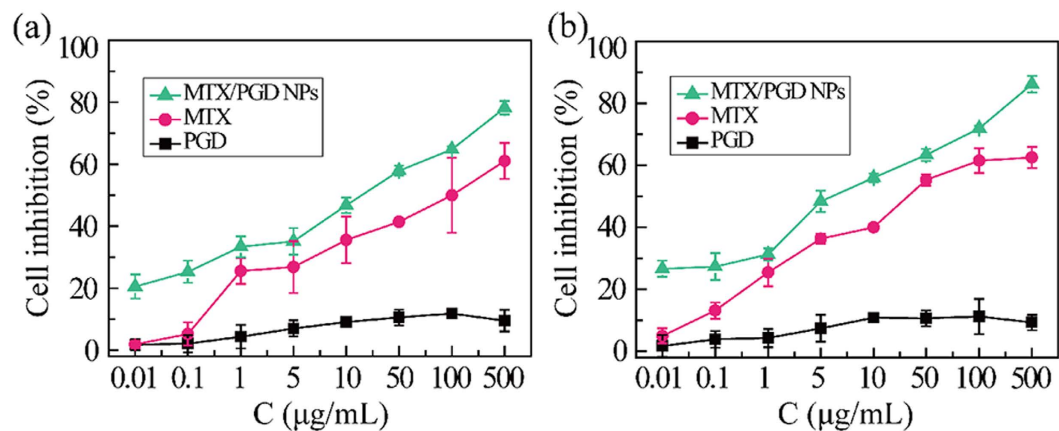 (a)
100
80
60
40
20
0
Cell inhibition (%)
MTX/PGD NPs
MTX
PGD
0.01 0.1 1 5 10 50 100 500
C (μg/mL)
(b)
100
80
60
40
20
0
Cell inhibition (%)
MTX/PGD NPs
MTX
PGD
0.01 0.1 1 5 10 50 100 500
C (μg/mL)